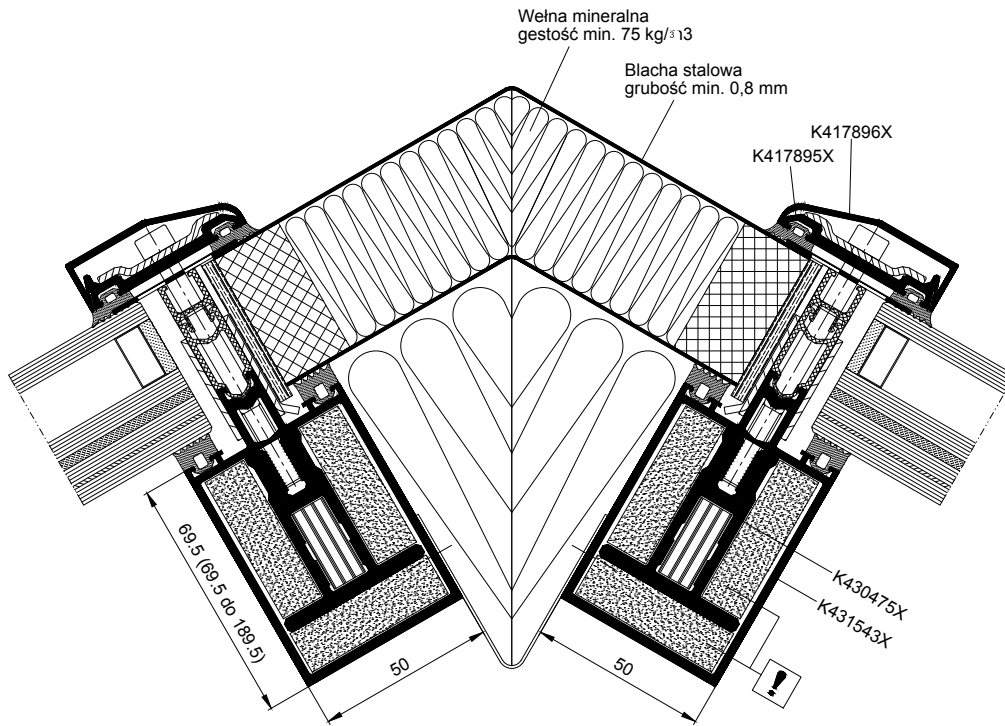 Wełna mineralna
gestość min. 75 kg/
Blacha stalowa
grubość min. 0,8 mm
K417896X
K417895X
K430475X
K431543X
69.5 (69.5 do 189.5)
50
50
!